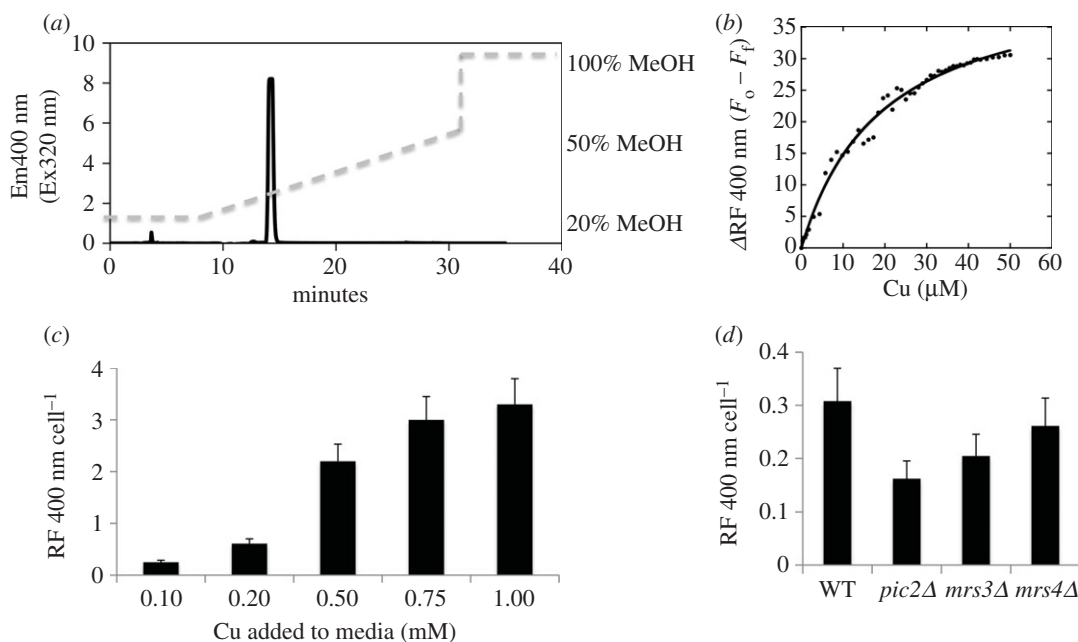 (a)
10
8
6
4
2
0
Em400 nm
(Ex320 nm)
100% MeOH
50% MeOH
20% MeOH
0 10 20 30 40
minutes
(b)
35
30
25
20
15
10
5
0
ΔRF 400 nm (Fo − Ff)
0 10 20 30 40 50 60
Cu (µM)
(c)
4
3
2
1
0
RF 400 nm cell−1
0.10 0.20 0.50 0.75 1.00
Cu added to media (mM)
(d)
0.4
0.3
0.2
0.1
0
RF 400 nm cell−1
WT pic2Δ mrs3Δ mrs4Δ